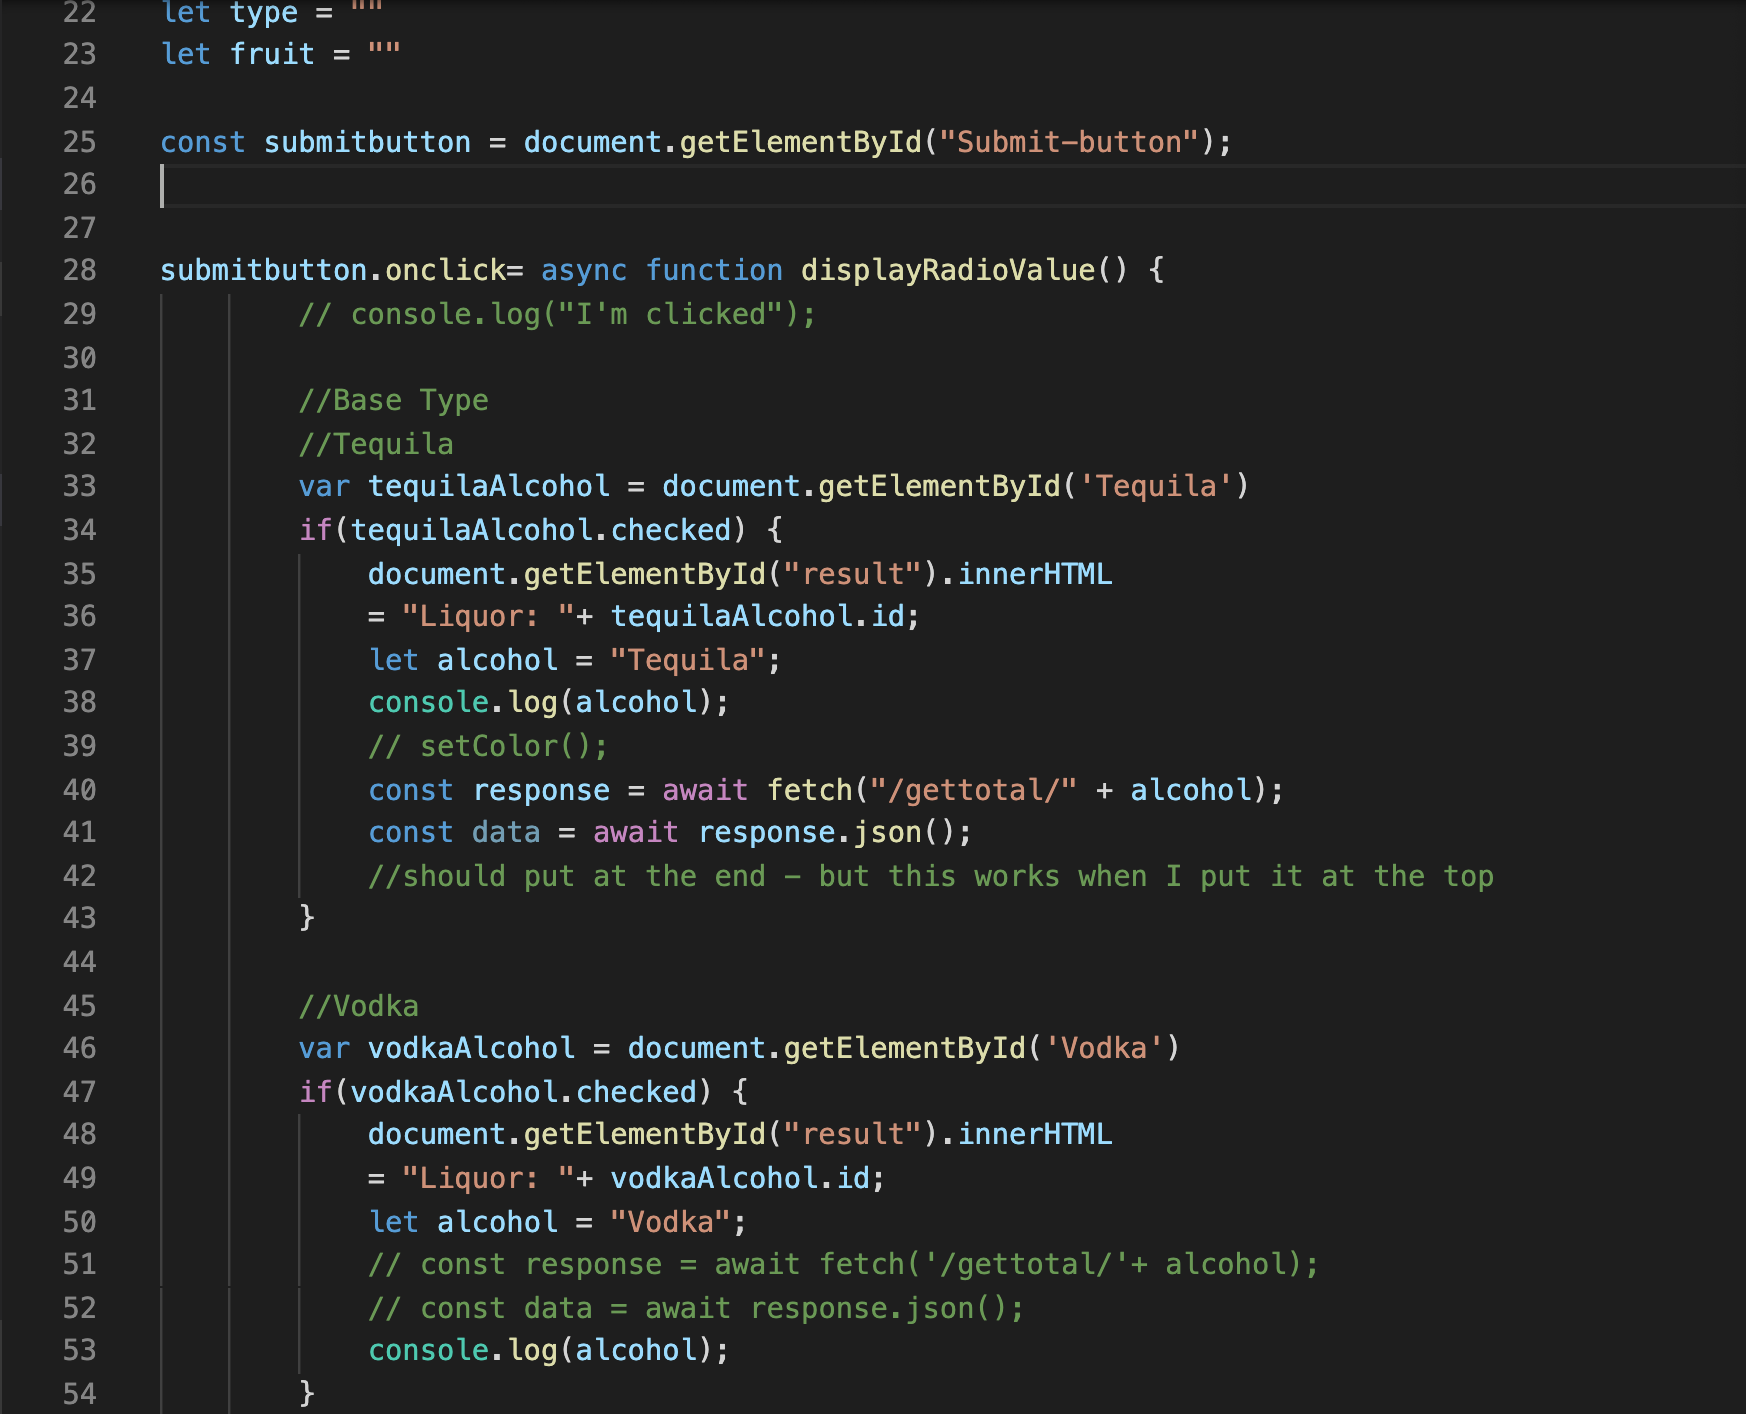 22 let type = ""
23 let fruit = ""
24
25 const submitbutton = document.getElementById("Submit-button");
26
27
28 submitbutton.onclick= async function displayRadioValue() {
29 // console.log("I'm clicked");
30
31 //Base Type
32 //Tequila
33 var tequilaAlcohol = document.getElementById('Tequila')
34 if(tequilaAlcohol.checked) {
35 document.getElementById("result").innerHTML
36 = "Liquor: "+ tequilaAlcohol.id;
37 let alcohol = "Tequila";
38 console.log(alcohol);
39 // setColor();
40 const response = await fetch("/gettotal/" + alcohol);
41 const data = await response.json();
42 //should put at the end - but this works when I put it at the top
43 }
44
45 //Vodka
46 var vodkaAlcohol = document.getElementById('Vodka')
47 if(vodkaAlcohol.checked) {
48 document.getElementById("result").innerHTML
49 = "Liquor: "+ vodkaAlcohol.id;
50 let alcohol = "Vodka";
51 // const response = await fetch('/gettotal/'+ alcohol);
52 // const data = await response.json();
53 console.log(alcohol);
54 }